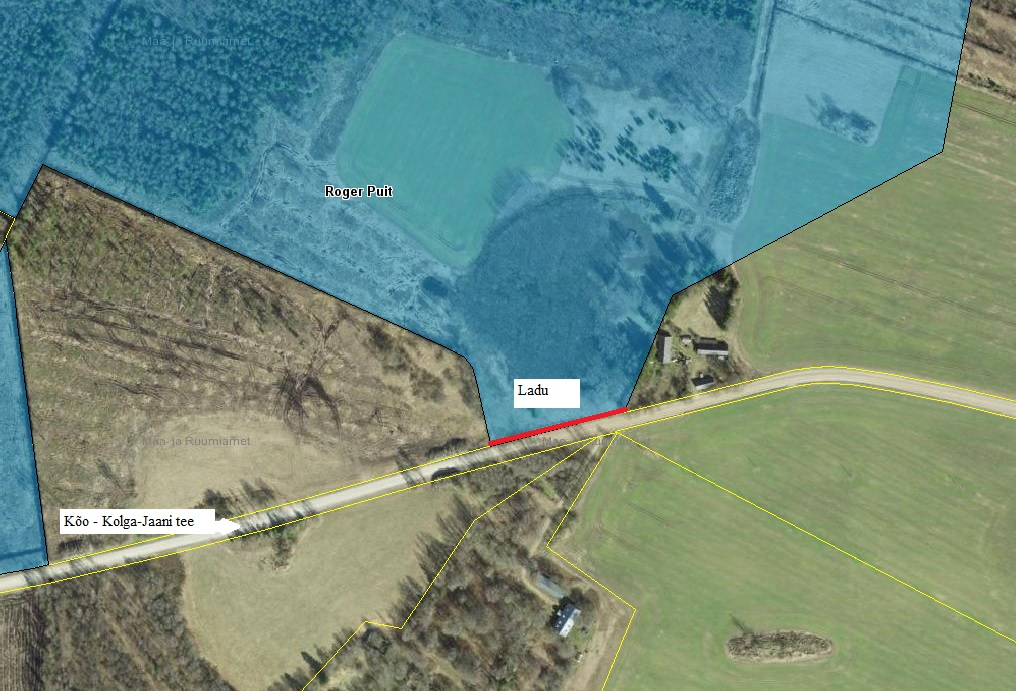 Maa- ja Ruumiamet
Roger Puit
Ladu
Maa- ja Ruumiamet
Kõo - Kolga-Jaani tee